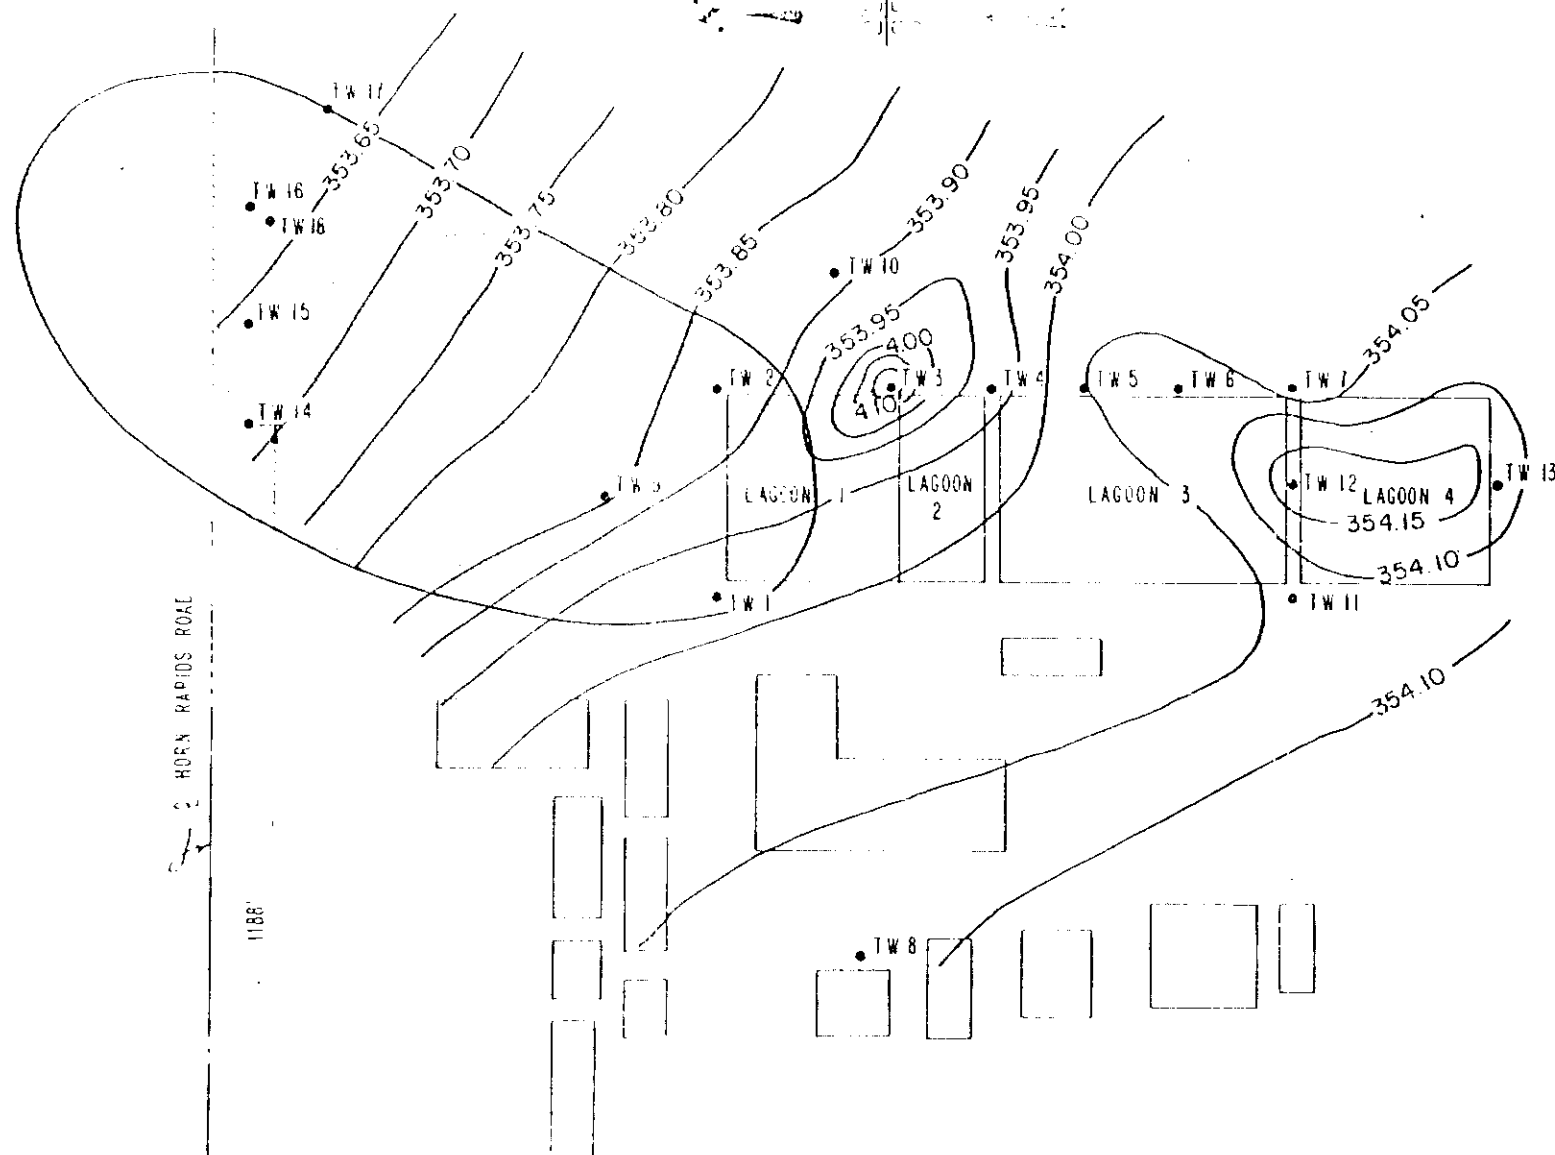 TW 17
353.65
353.70
353.75
353.80
353.85
353.90
353.95
354.00
354.05
TW 16
TW 18
TW 10
TW 15
353.95
4.00
TW 2
TW 3
TW 4
TW 5
TW 6
TW 7
4.10
TW 14
TW 9
LAGOON 1
LAGOON
2
LAGOON 3
TW 12
LAGOON 4
TW 13
354.15
354.10
TW 1
TW 11
HORN RAPIDS ROAD
354.10
1188'
TW 8